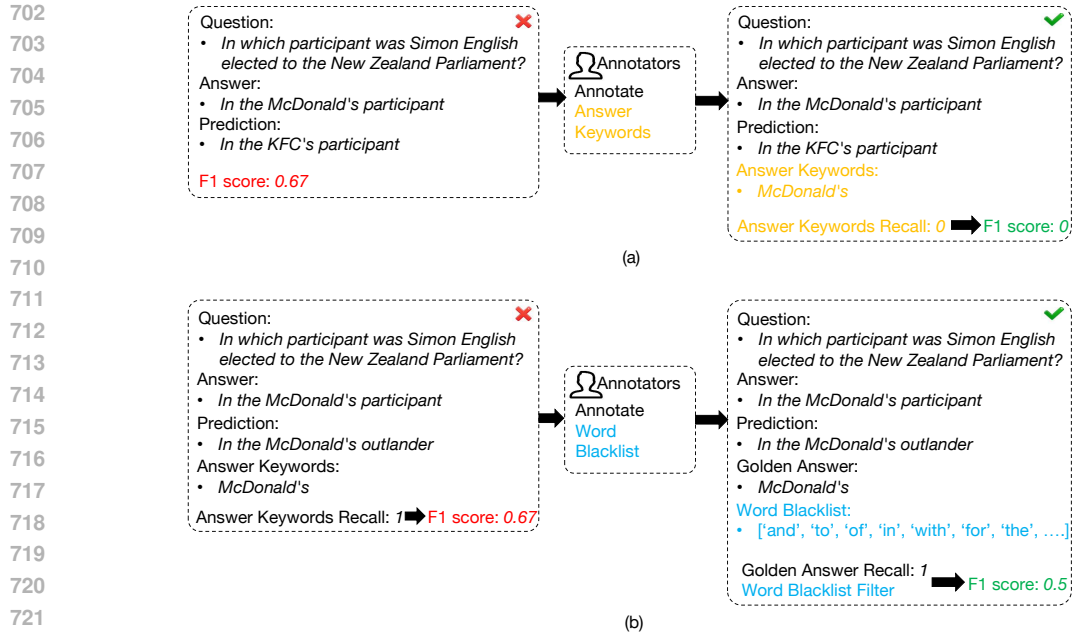 702
703
704
705
706
707
708
709
710
711
712
713
714
715
716
717
718
719
720
721
Question:
• In which participant was Simon English
elected to the New Zealand Parliament?
Answer:
• In the McDonald's participant
Prediction:
• In the KFC's participant
F1 score: 0.67
Annotators
Annotate
Answer
Keywords
Question:
• In which participant was Simon English
elected to the New Zealand Parliament?
Answer:
• In the McDonald's participant
Prediction:
• In the KFC's participant
Answer Keywords:
• McDonald's
Answer Keywords Recall: 0 F1 score: 0
(a)
Question:
• In which participant was Simon English
elected to the New Zealand Parliament?
Answer:
• In the McDonald's participant
Prediction:
• In the McDonald's outlander
Answer Keywords:
• McDonald's
Answer Keywords Recall: 1 F1 score: 0.67
Annotators
Annotate
Word
Blacklist
Question:
• In which participant was Simon English
elected to the New Zealand Parliament?
Answer:
• In the McDonald's participant
Prediction:
• In the McDonald's outlander
Golden Answer:
• McDonald's
Word Blacklist:
• ['and', 'to', 'of', 'in', 'with', 'for', 'the', ....]
Golden Answer Recall: 1
Word Blacklist Filter
F1 score: 0.5
(b)